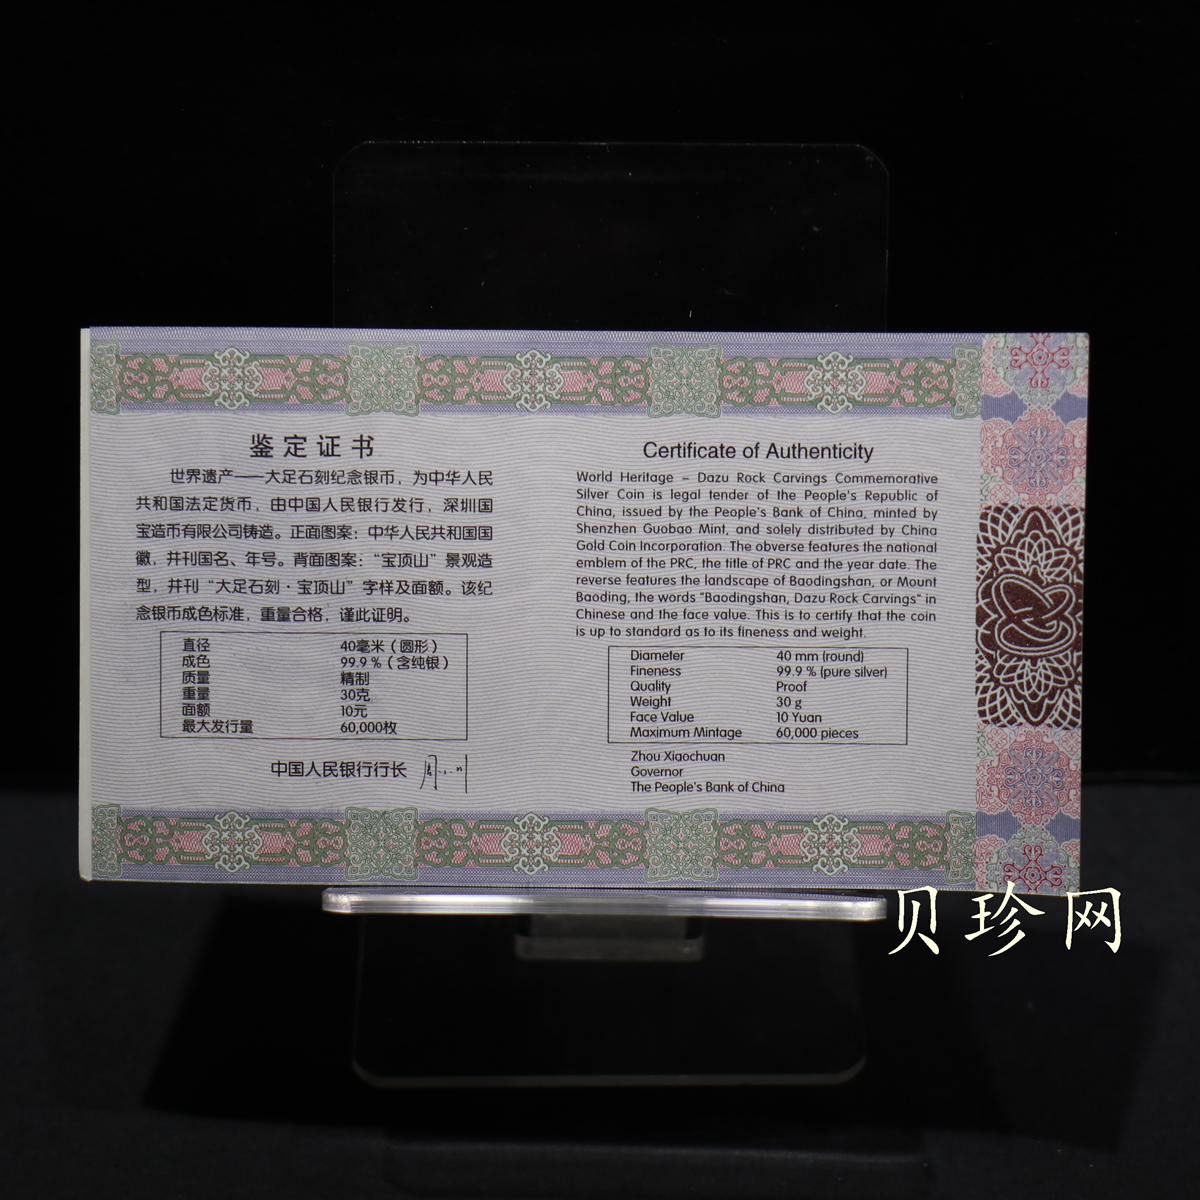 鉴定证书
世界遗产——大足石刻纪念银币，为中华人民
共和国法定货币，由中国人民银行发行，深圳国
宝造币有限公司铸造。正面图案：中华人民共和国国
徽，并刊国名、年号。背面图案：“宝顶山”景观造
型，并刊“大足石刻·宝顶山”字样及面额。该纪
念银币成色标准，重量合格，谨此证明。
直径 40毫米（圆形）
成色 99.9 %（含纯银）
质量 精制
重量 30克
面额 10元
最大发行量 60,000枚
中国人民银行行长
Certificate of Authenticity
World Heritage – Dazu Rock Carvings Commemorative
Silver Coin is legal tender of the People's Republic of
China, issued by the People's Bank of China, minted by
Shenzhen Guobao Mint, and solely distributed by China
Gold Coin Incorporation. The obverse features the national
emblem of the PRC, the title of PRC and the year date. The
reverse features the landscape of Baodingshan, or Mount
Baoding, the words "Baodingshan, Dazu Rock Carvings" in
Chinese and the face value. This is to certify that the coin
is up to standard as to its fineness and weight.
Diameter 40 mm (round)
Fineness 99.9 % (pure silver)
Quality Proof
Weight 30 g
Face Value 10 Yuan
Maximum Mintage 60,000 pieces
Zhou Xiaochuan
Governor
The People's Bank of China
贝珍网